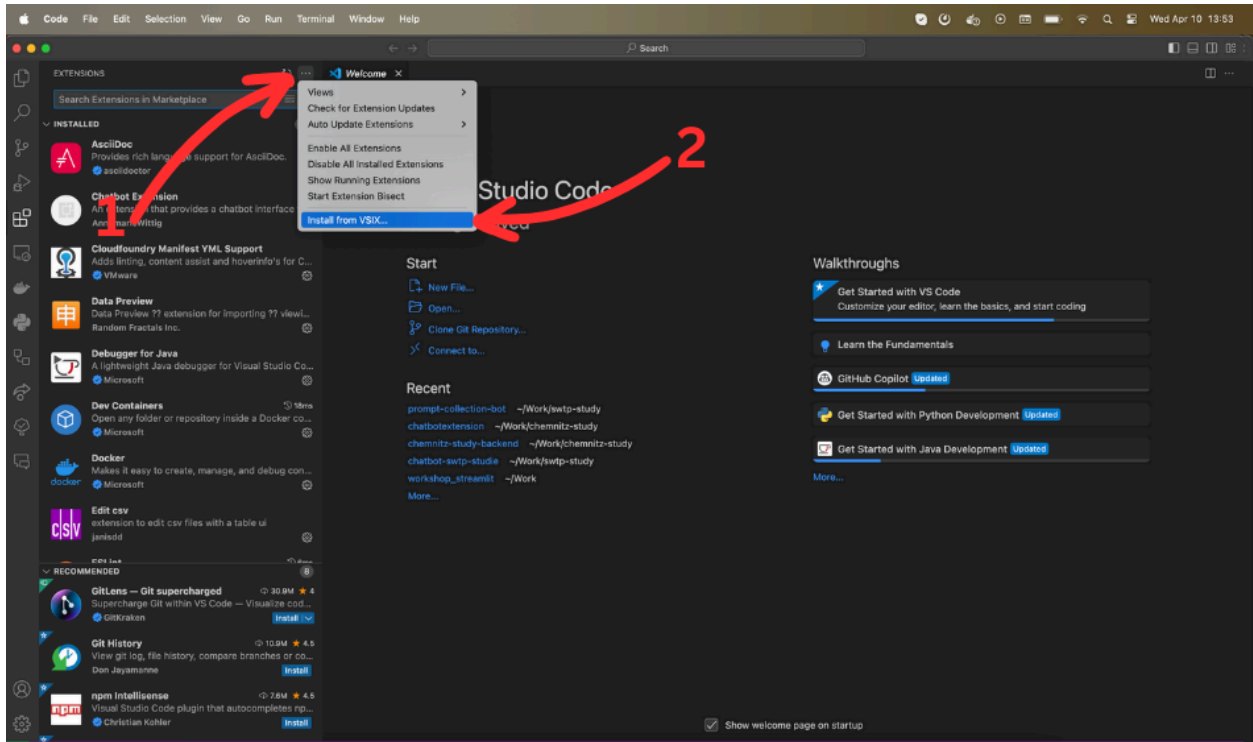 Code File Edit Selection View Go Run Terminal Window Help
Wed Apr 10 13:53
Search
EXTENSIONS
Welcome
Search Extensions in Marketplace
INSTALLED
AsciiDoc
Provides rich language support for AsciiDoc.
asciidoctor
Chatbot Extension
An extension that provides a chatbot interface
Wittig
Cloudfoundry Manifest YML Support
Adds linting, content assist and hoverinfo's for C...
VMware
Data Preview
Data Preview ?? extension for importing ?? viewi...
Random Fractals Inc.
Debugger for Java
A lightweight Java debugger for Visual Studio Co...
Microsoft
Dev Containers 18ms
Open any folder or repository inside a Docker co...
Microsoft
Docker
Makes it easy to create, manage, and debug con...
docker
Microsoft
Edit csv
extension to edit csv files with a table ui
janisdd
CSV
ESLint
RECOMMENDED 8
GitLens — Git supercharged 30.9M ★ 4
Supercharge Git within VS Code — Visualize cod...
GitKraken Install
Git History 10.9M ★ 4.5
View git log, file history, compare branches or co...
Don Jayamanne Install
npm Intellisense 7.6M ★ 4.5
Visual Studio Code plugin that autocompletes np...
npm
Christian Kohler Install
Views
Check for Extension Updates
Auto Update Extensions
Enable All Extensions
Disable All Installed Extensions
Show Running Extensions
Start Extension Bisect
Install from VSIX...
1
2
Studio Code
Start
New File...
Open...
Clone Git Repository...
Connect to...
Recent
prompt-collection-bot ~/Work/swtp-study
chatbotextension ~/Work/chemnitz-study
chemnitz-study-backend ~/Work/chemnitz-study
chatbot-swtp-studie ~/Work/swtp-study
workshop_streamlit ~/Work
More...
Walkthroughs
Get Started with VS Code
Customize your editor, learn the basics, and start coding
Learn the Fundamentals
GitHub Copilot Updated
Get Started with Python Development Updated
Get Started with Java Development Updated
More...
Show welcome page on startup